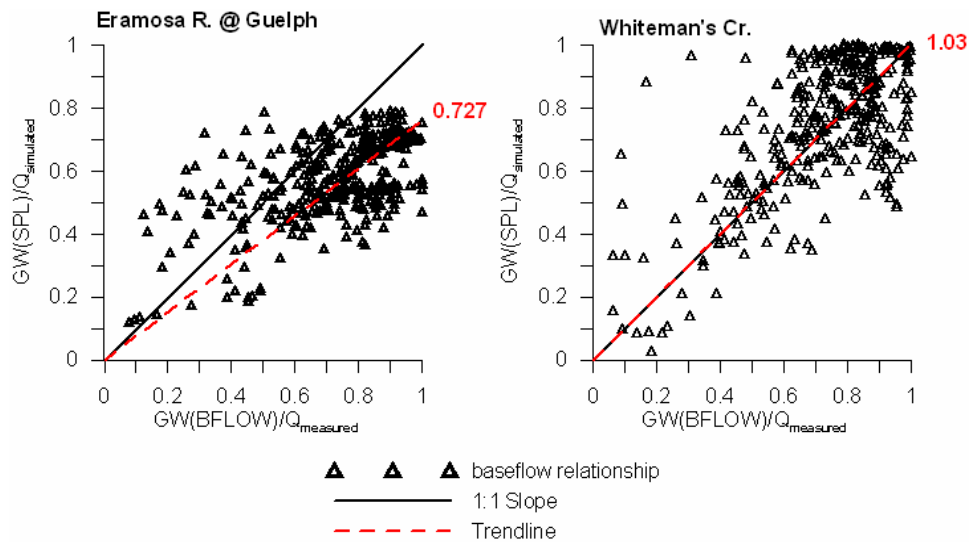 Eramosa R. @ Guelph
1
0.8
0.6
0.4
0.2
0
GW(SPL)/Qsimulated
0.727
0 0.2 0.4 0.6 0.8 1
GW(BFLOW)/Qmeasured
Whiteman's Cr.
1
0.8
0.6
0.4
0.2
0
GW(SPL)/Qsimulated
1.03
0 0.2 0.4 0.6 0.8 1
GW(BFLOW)/Qmeasured
baseflow relationship
1:1 Slope
Trendline